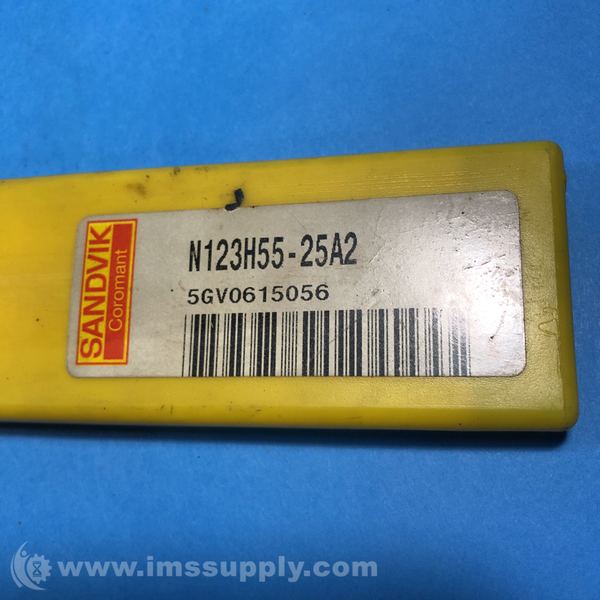 SANDVIK
Coromant
N123H55-25A2
5GV0615056
www.imssupply.com